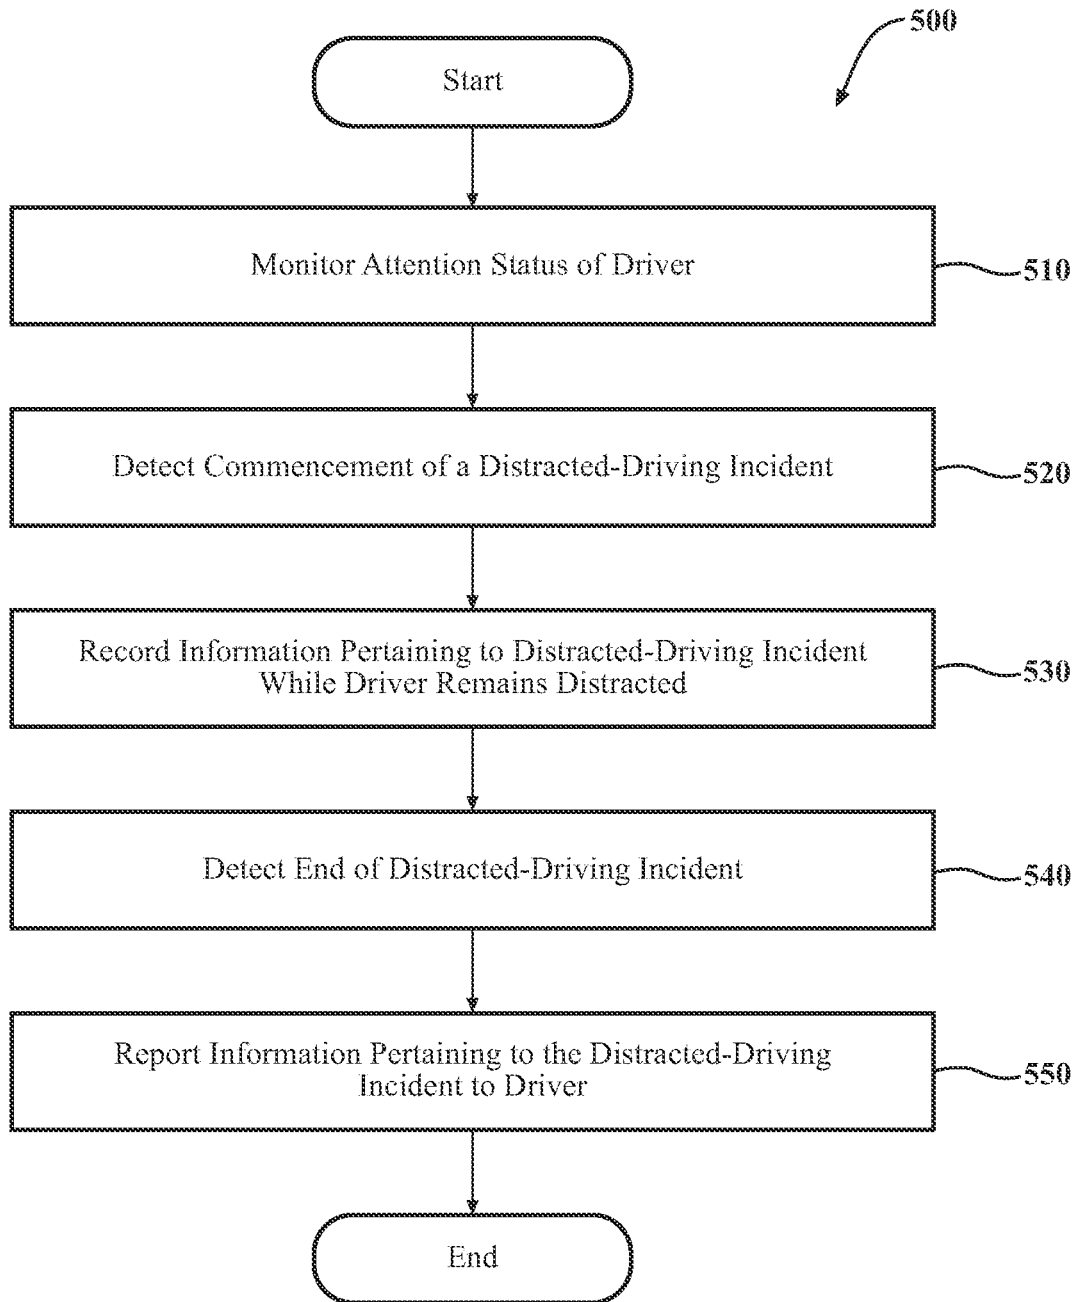 500
Start
Monitor Attention Status of Driver
510
Detect Commencement of a Distracted-Driving Incident
520
Record Information Pertaining to Distracted-Driving Incident
While Driver Remains Distracted
530
Detect End of Distracted-Driving Incident
540
Report Information Pertaining to the Distracted-Driving
Incident to Driver
550
End